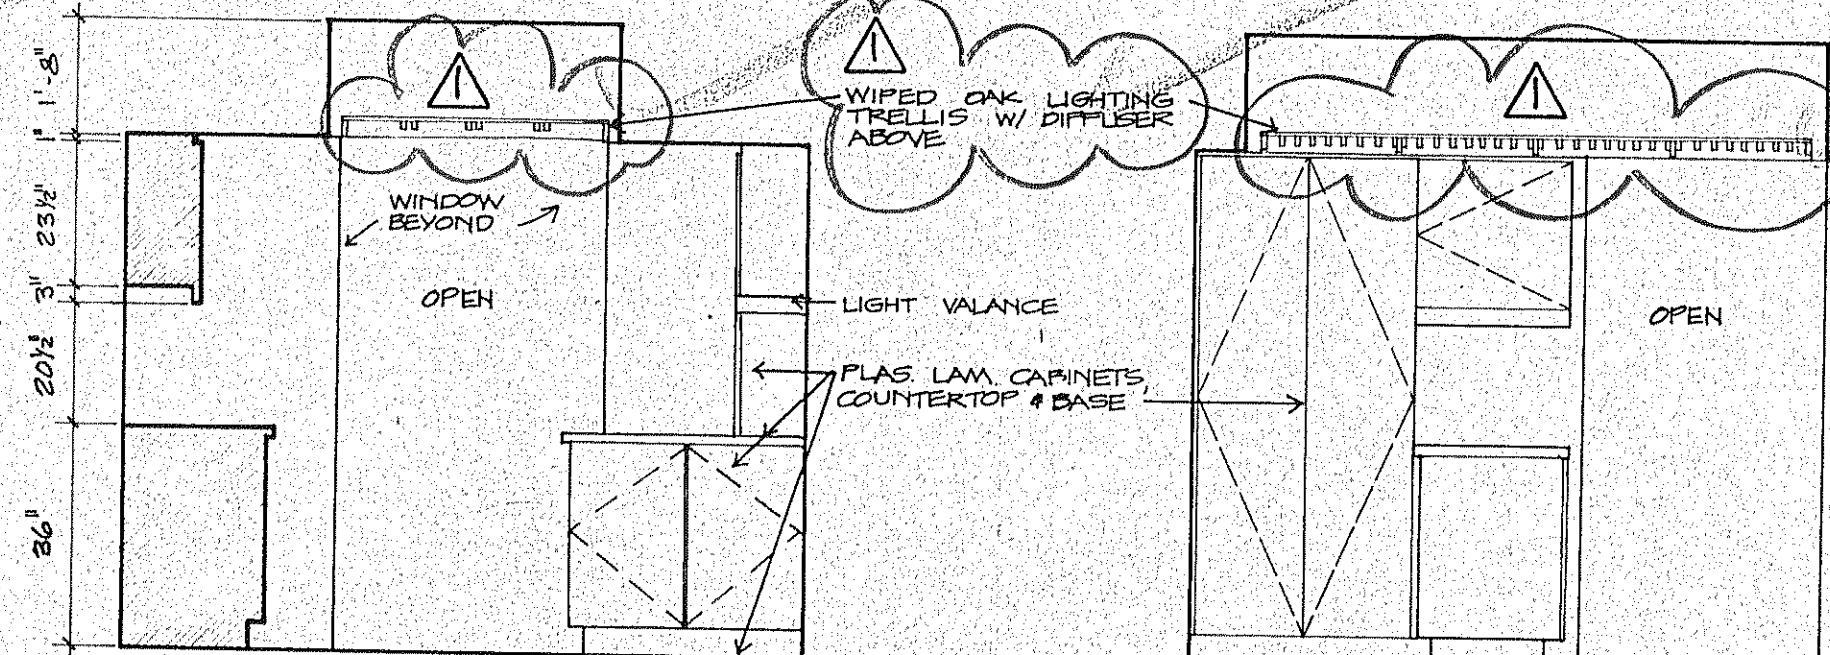 1'-8"
1"
23½"
3"
20½"
36"
1
WINDOW
BEYOND
OPEN
1
WIPED OAK LIGHTING
TRELLIS W/ DIFFUSER
ABOVE
LIGHT VALANCE
PLAS. LAM. CABINETS,
COUNTERTOP & BASE
1
OPEN